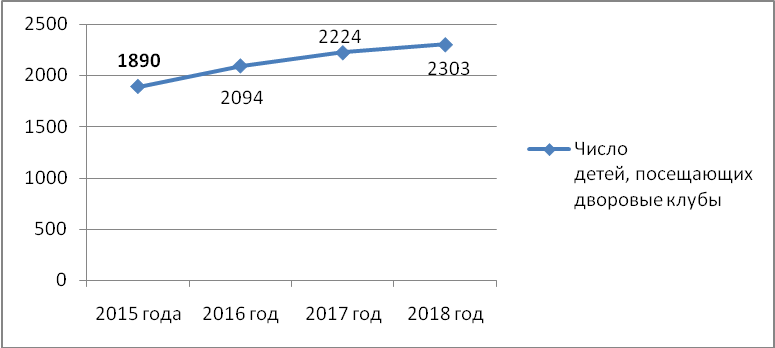 2500
2000
1500
1000
500
0
1890
2094
2224
2303
2015 года 2016 год 2017 год 2018 год
Число
детей, посещающих
дворовые клубы